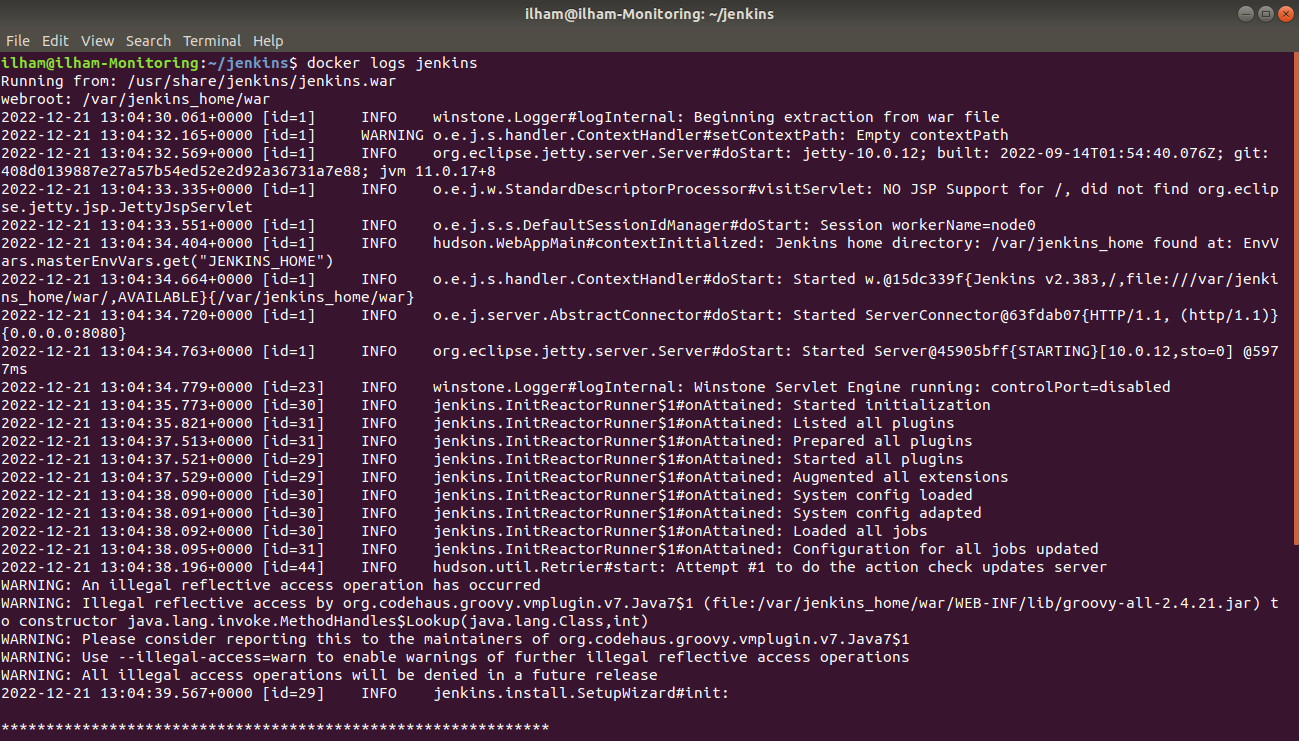 ilham@ilham-Monitoring: ~/jenkins
File Edit View Search Terminal Help
ilham@ilham-Monitoring:~/jenkins$ docker logs jenkins
Running from: /usr/share/jenkins/jenkins.war
webroot: /var/jenkins_home/war
2022-12-21 13:04:30.061+0000 [id=1]     INFO    winstone.Logger#logInternal: Beginning extraction from war file
2022-12-21 13:04:32.165+0000 [id=1]     WARNING o.e.j.s.handler.ContextHandler#setContextPath: Empty contextPath
2022-12-21 13:04:32.569+0000 [id=1]     INFO    org.eclipse.jetty.server.Server#doStart: jetty-10.0.12; built: 2022-09-14T01:54:40.076Z; git:
408d0139887e27a57b54ed52e2d92a36731a7e88; jvm 11.0.17+8
2022-12-21 13:04:33.335+0000 [id=1]     INFO    o.e.j.w.StandardDescriptorProcessor#visitServlet: NO JSP Support for /, did not find org.eclip
se.jetty.jsp.JettyJspServlet
2022-12-21 13:04:33.551+0000 [id=1]     INFO    o.e.j.s.s.DefaultSessionIdManager#doStart: Session workerName=node0
2022-12-21 13:04:34.404+0000 [id=1]     INFO    hudson.WebAppMain#contextInitialized: Jenkins home directory: /var/jenkins_home found at: EnvV
ars.masterEnvVars.get("JENKINS_HOME")
2022-12-21 13:04:34.664+0000 [id=1]     INFO    o.e.j.s.handler.ContextHandler#doStart: Started w.@15dc339f{Jenkins v2.383,/,file:///var/jenki
ns_home/war/,AVAILABLE}{/var/jenkins_home/war}
2022-12-21 13:04:34.720+0000 [id=1]     INFO    o.e.j.server.AbstractConnector#doStart: Started ServerConnector@63fdab07{HTTP/1.1, (http/1.1)}
{0.0.0.0:8080}
2022-12-21 13:04:34.763+0000 [id=1]     INFO    org.eclipse.jetty.server.Server#doStart: Started Server@45905bff{STARTING}[10.0.12,sto=0] @597
7ms
2022-12-21 13:04:34.779+0000 [id=23]    INFO    winstone.Logger#logInternal: Winstone Servlet Engine running: controlPort=disabled
2022-12-21 13:04:35.773+0000 [id=30]    INFO    jenkins.InitReactorRunner$1#onAttained: Started initialization
2022-12-21 13:04:35.821+0000 [id=31]    INFO    jenkins.InitReactorRunner$1#onAttained: Listed all plugins
2022-12-21 13:04:37.513+0000 [id=31]    INFO    jenkins.InitReactorRunner$1#onAttained: Prepared all plugins
2022-12-21 13:04:37.521+0000 [id=29]    INFO    jenkins.InitReactorRunner$1#onAttained: Started all plugins
2022-12-21 13:04:37.529+0000 [id=29]    INFO    jenkins.InitReactorRunner$1#onAttained: Augmented all extensions
2022-12-21 13:04:38.090+0000 [id=30]    INFO    jenkins.InitReactorRunner$1#onAttained: System config loaded
2022-12-21 13:04:38.091+0000 [id=30]    INFO    jenkins.InitReactorRunner$1#onAttained: System config adapted
2022-12-21 13:04:38.092+0000 [id=30]    INFO    jenkins.InitReactorRunner$1#onAttained: Loaded all jobs
2022-12-21 13:04:38.095+0000 [id=31]    INFO    jenkins.InitReactorRunner$1#onAttained: Configuration for all jobs updated
2022-12-21 13:04:38.196+0000 [id=44]    INFO    hudson.util.Retrier#start: Attempt #1 to do the action check updates server
WARNING: An illegal reflective access operation has occurred
WARNING: Illegal reflective access by org.codehaus.groovy.vmplugin.v7.Java7$1 (file:/var/jenkins_home/war/WEB-INF/lib/groovy-all-2.4.21.jar) t
o constructor java.lang.invoke.MethodHandles$Lookup(java.lang.Class,int)
WARNING: Please consider reporting this to the maintainers of org.codehaus.groovy.vmplugin.v7.Java7$1
WARNING: Use --illegal-access=warn to enable warnings of further illegal reflective access operations
WARNING: All illegal access operations will be denied in a future release
2022-12-21 13:04:39.567+0000 [id=29]    INFO    jenkins.install.SetupWizard#init:
*************************************************************